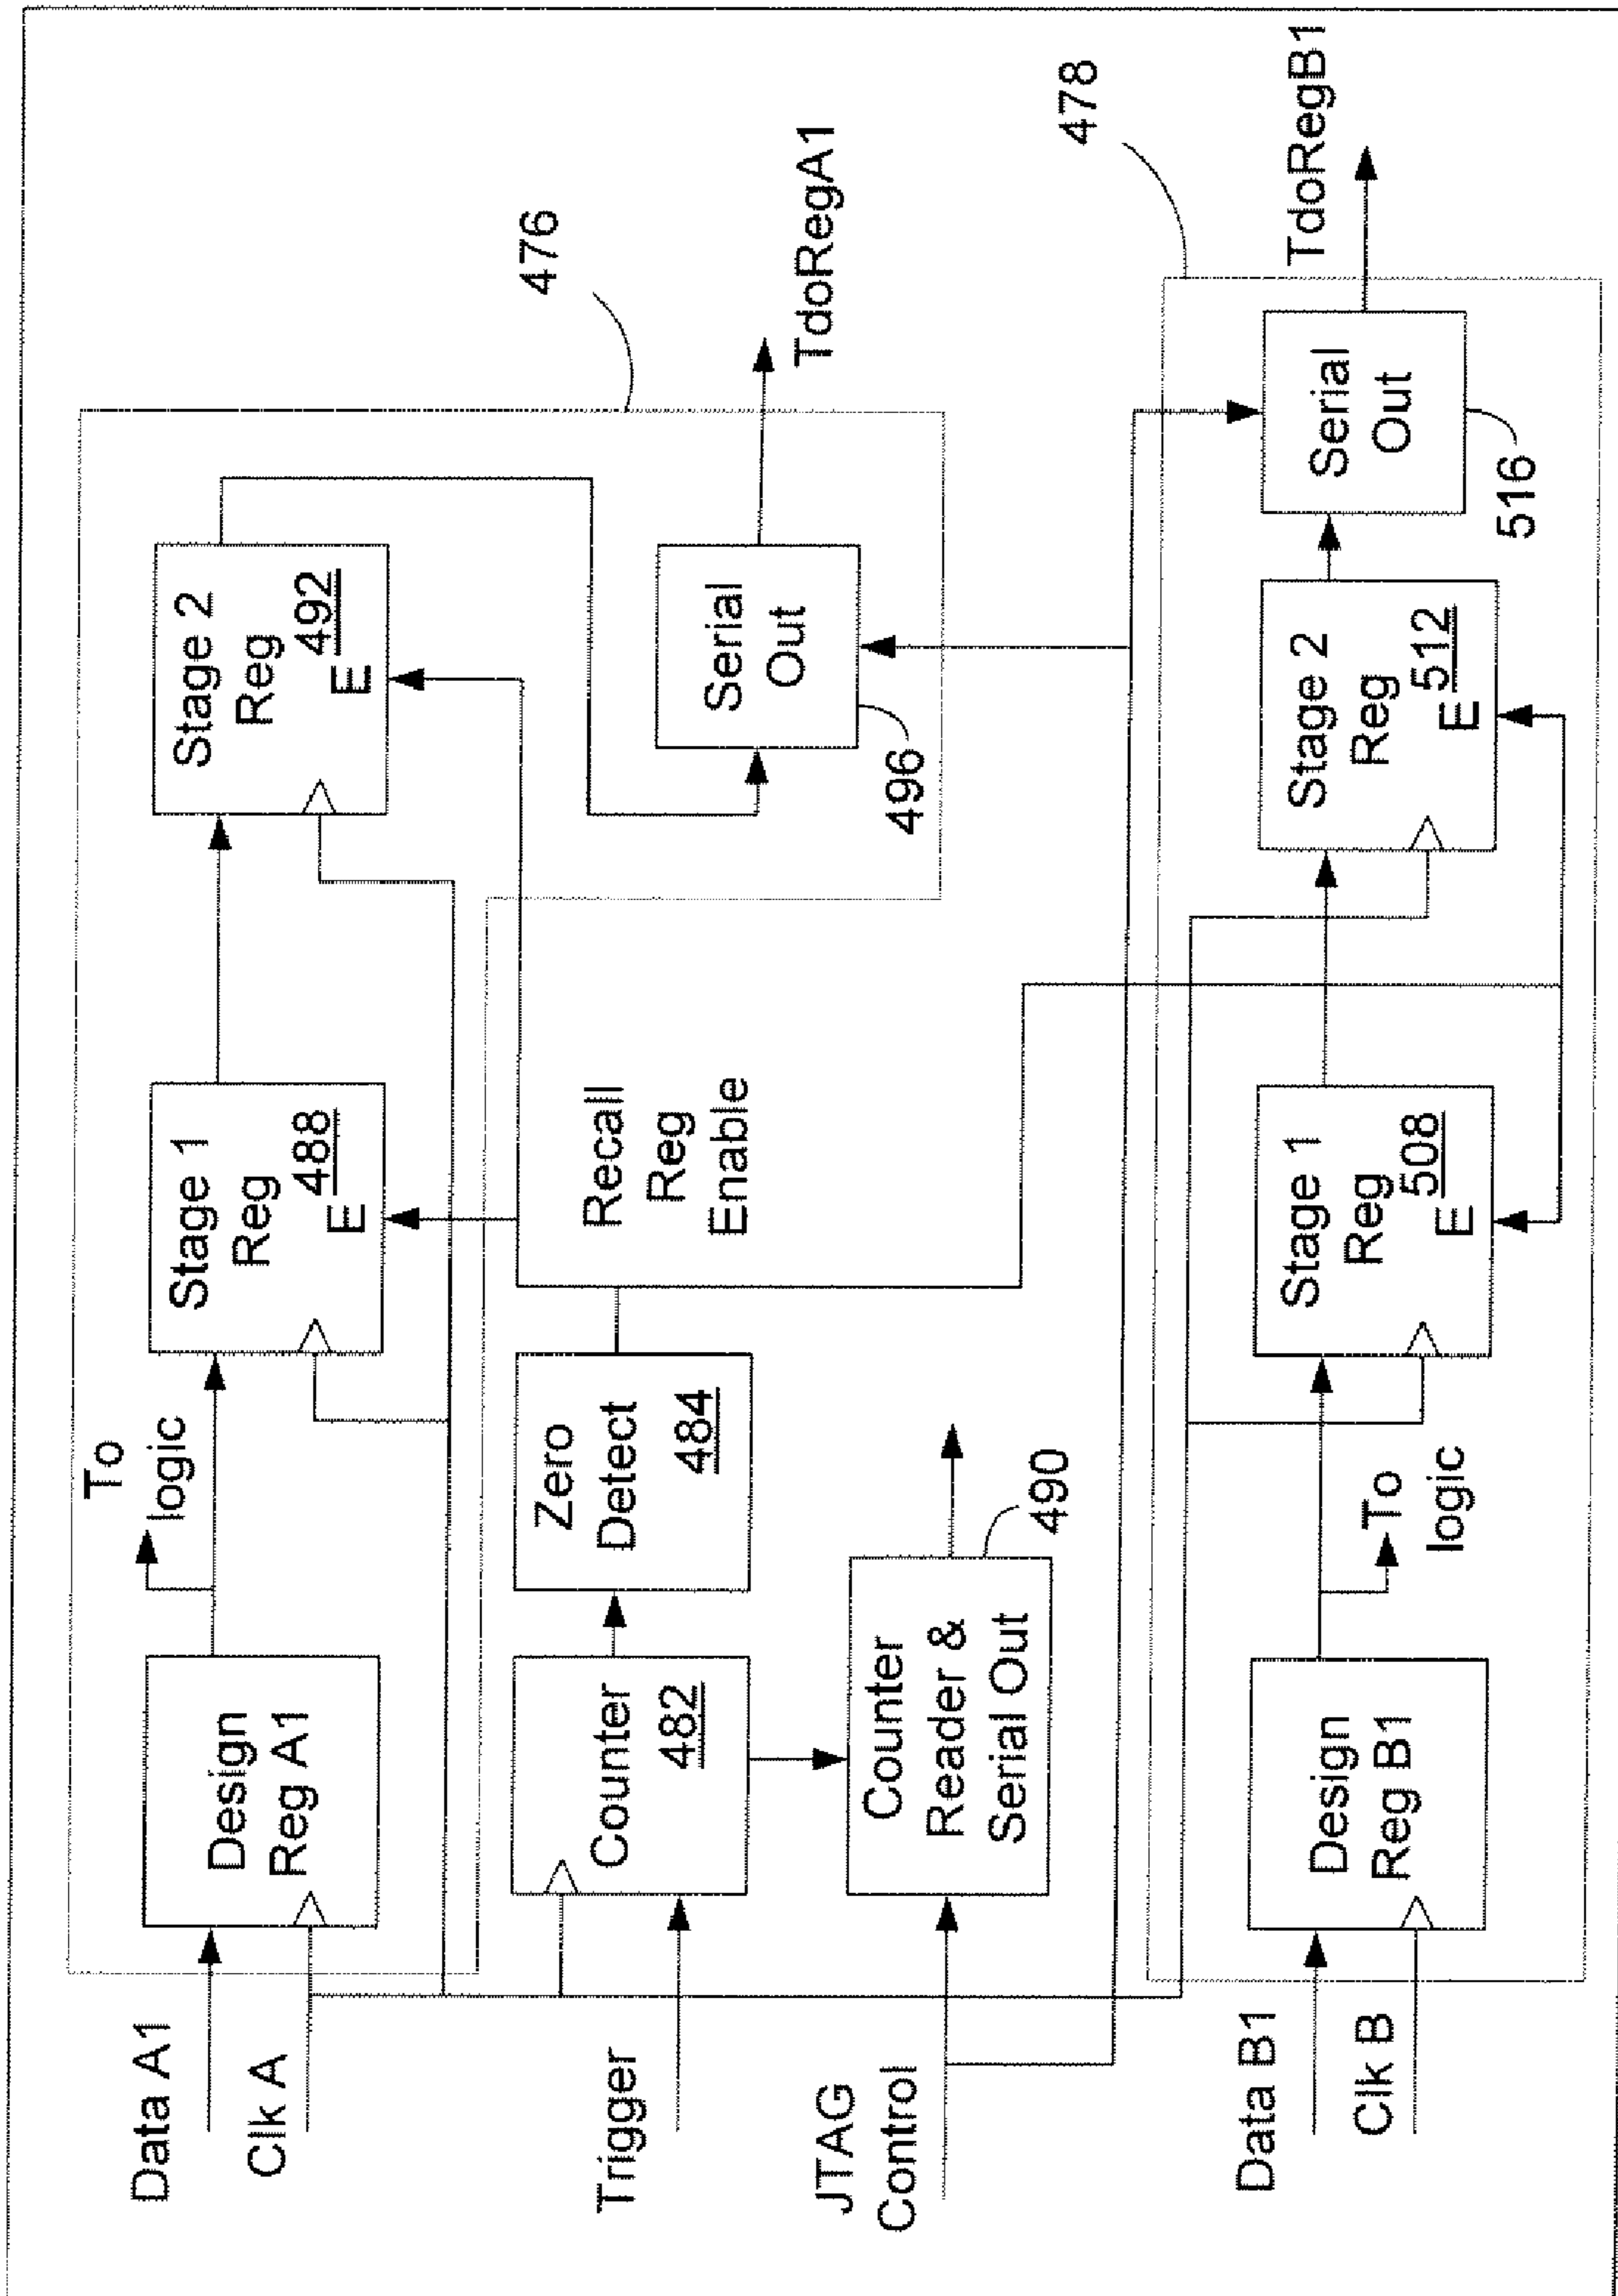 Data A1
Clk A
Design
Reg A1
To
logic
Stage 1
Reg
488
E
Stage 2
Reg
492
E
476
Trigger
Counter
482
Zero
Detect
484
Recall
Reg
Enable
Serial
Out
496
TdoRegA1
JTAG
Control
Counter
Reader &
Serial Out
490
478
Data B1
Clk B
Design
Reg B1
To
logic
Stage 1
Reg
508
E
Stage 2
Reg
512
E
Serial
Out
516
TdoRegB1